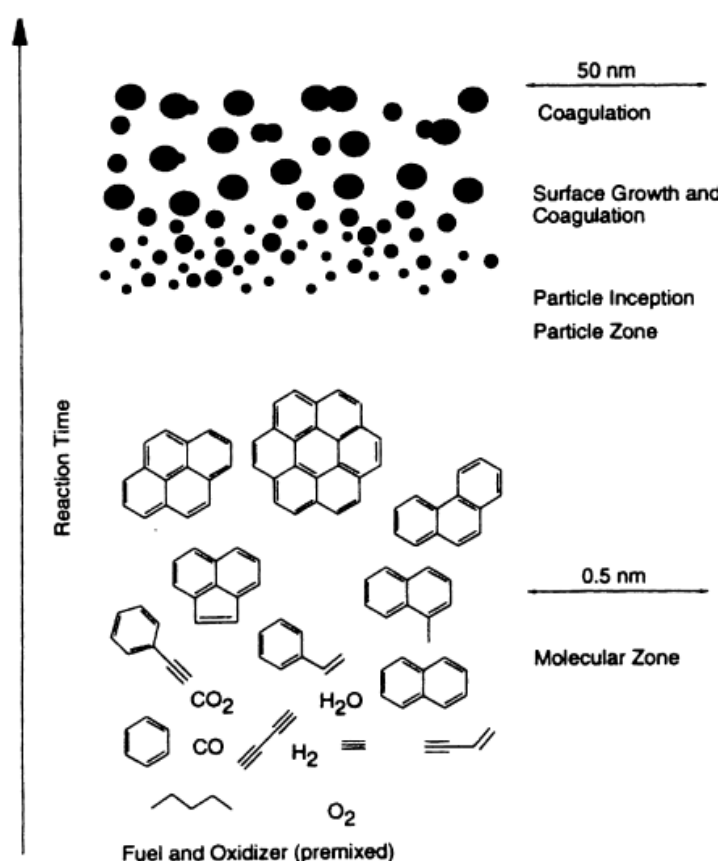 50 nm
Coagulation
Surface Growth and
Coagulation
Particle Inception
Particle Zone
Reaction Time
0.5 nm
Molecular Zone
CO₂
H₂O
CO
H₂
O₂
Fuel and Oxidizer (premixed)